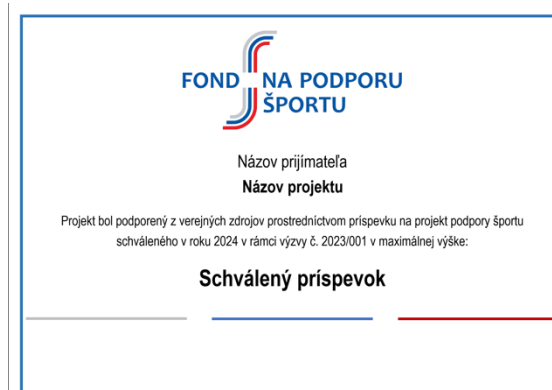 FOND NA PODPORU
ŠPORTU
Názov prijímateľa
Názov projektu
Projekt bol podporený z verejných zdrojov prostredníctvom príspevku na projekt podpory športu
schváleného v roku 2024 v rámci výzvy č. 2023/001 v maximálnej výške:
Schválený príspevok